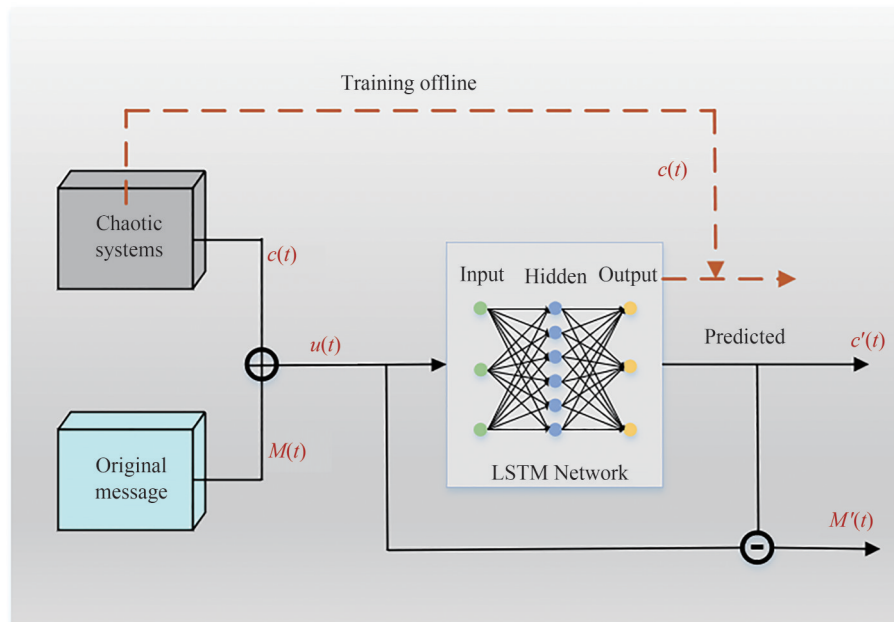 Training offline
c(t)
Chaotic
systems
c(t)
Input Hidden Output
u(t)
Predicted
c′(t)
M(t)
Original
message
LSTM Network
M′(t)